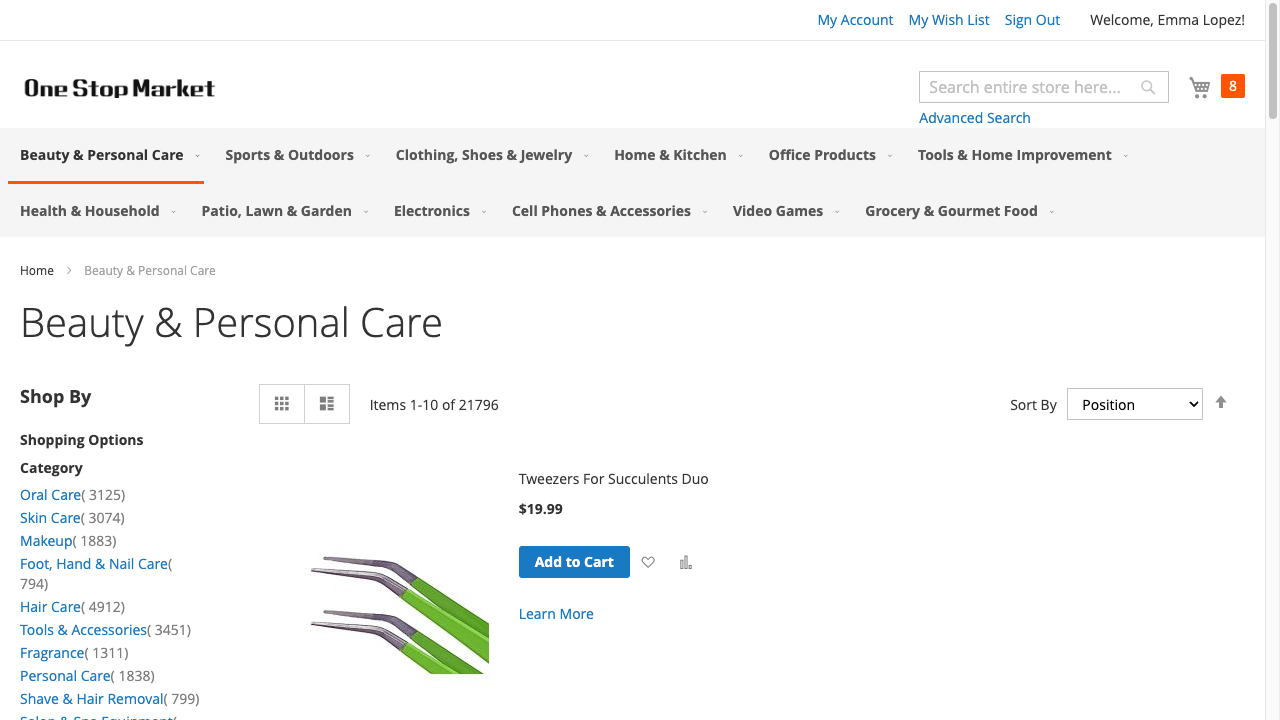 My Account My Wish List Sign Out Welcome, Emma Lopez!
One Stop Market
Search entire store here...
8
Advanced Search
Beauty & Personal Care Sports & Outdoors Clothing, Shoes & Jewelry Home & Kitchen Office Products Tools & Home Improvement
Health & Household Patio, Lawn & Garden Electronics Cell Phones & Accessories Video Games Grocery & Gourmet Food
Home Beauty & Personal Care
Beauty & Personal Care
Shop By
Items 1-10 of 21796
Sort By Position
Shopping Options
Category
Oral Care( 3125)
Skin Care( 3074)
Makeup( 1883)
Foot, Hand & Nail Care(
794)
Hair Care( 4912)
Tools & Accessories( 3451)
Fragrance( 1311)
Personal Care( 1838)
Shave & Hair Removal( 799)
Salon & Spa Equipment(
Tweezers For Succulents Duo
$19.99
Add to Cart
Learn More